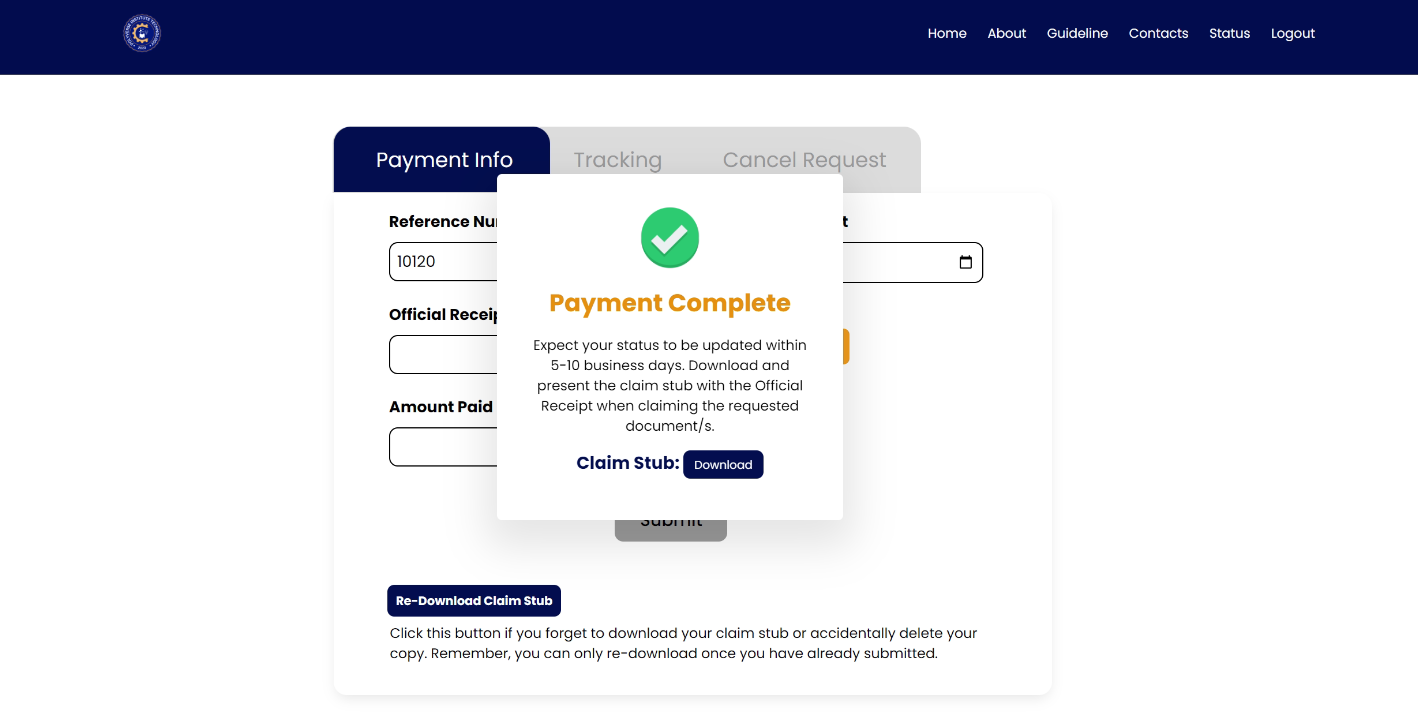 Home About Guideline Contacts Status Logout
Payment Info Tracking Cancel Request
Reference Nu
t
10120
Official Receip
Amount Paid
Payment Complete
Expect your status to be updated within
5-10 business days. Download and
present the claim stub with the Official
Receipt when claiming the requested
document/s.
Claim Stub: Download
Submit
Re-Download Claim Stub
Click this button if you forget to download your claim stub or accidentally delete your
copy. Remember, you can only re-download once you have already submitted.